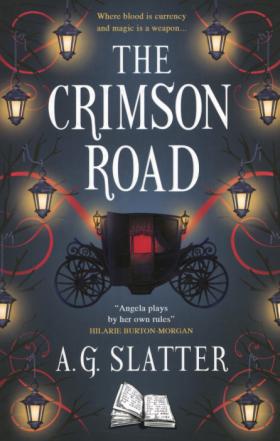 Where blood is currency
and magic is a weapon...
THE
CRIMSON
ROAD
“Angela plays
by her own rules”
HILARIE BURTON-MORGAN
A.G. SLATTER